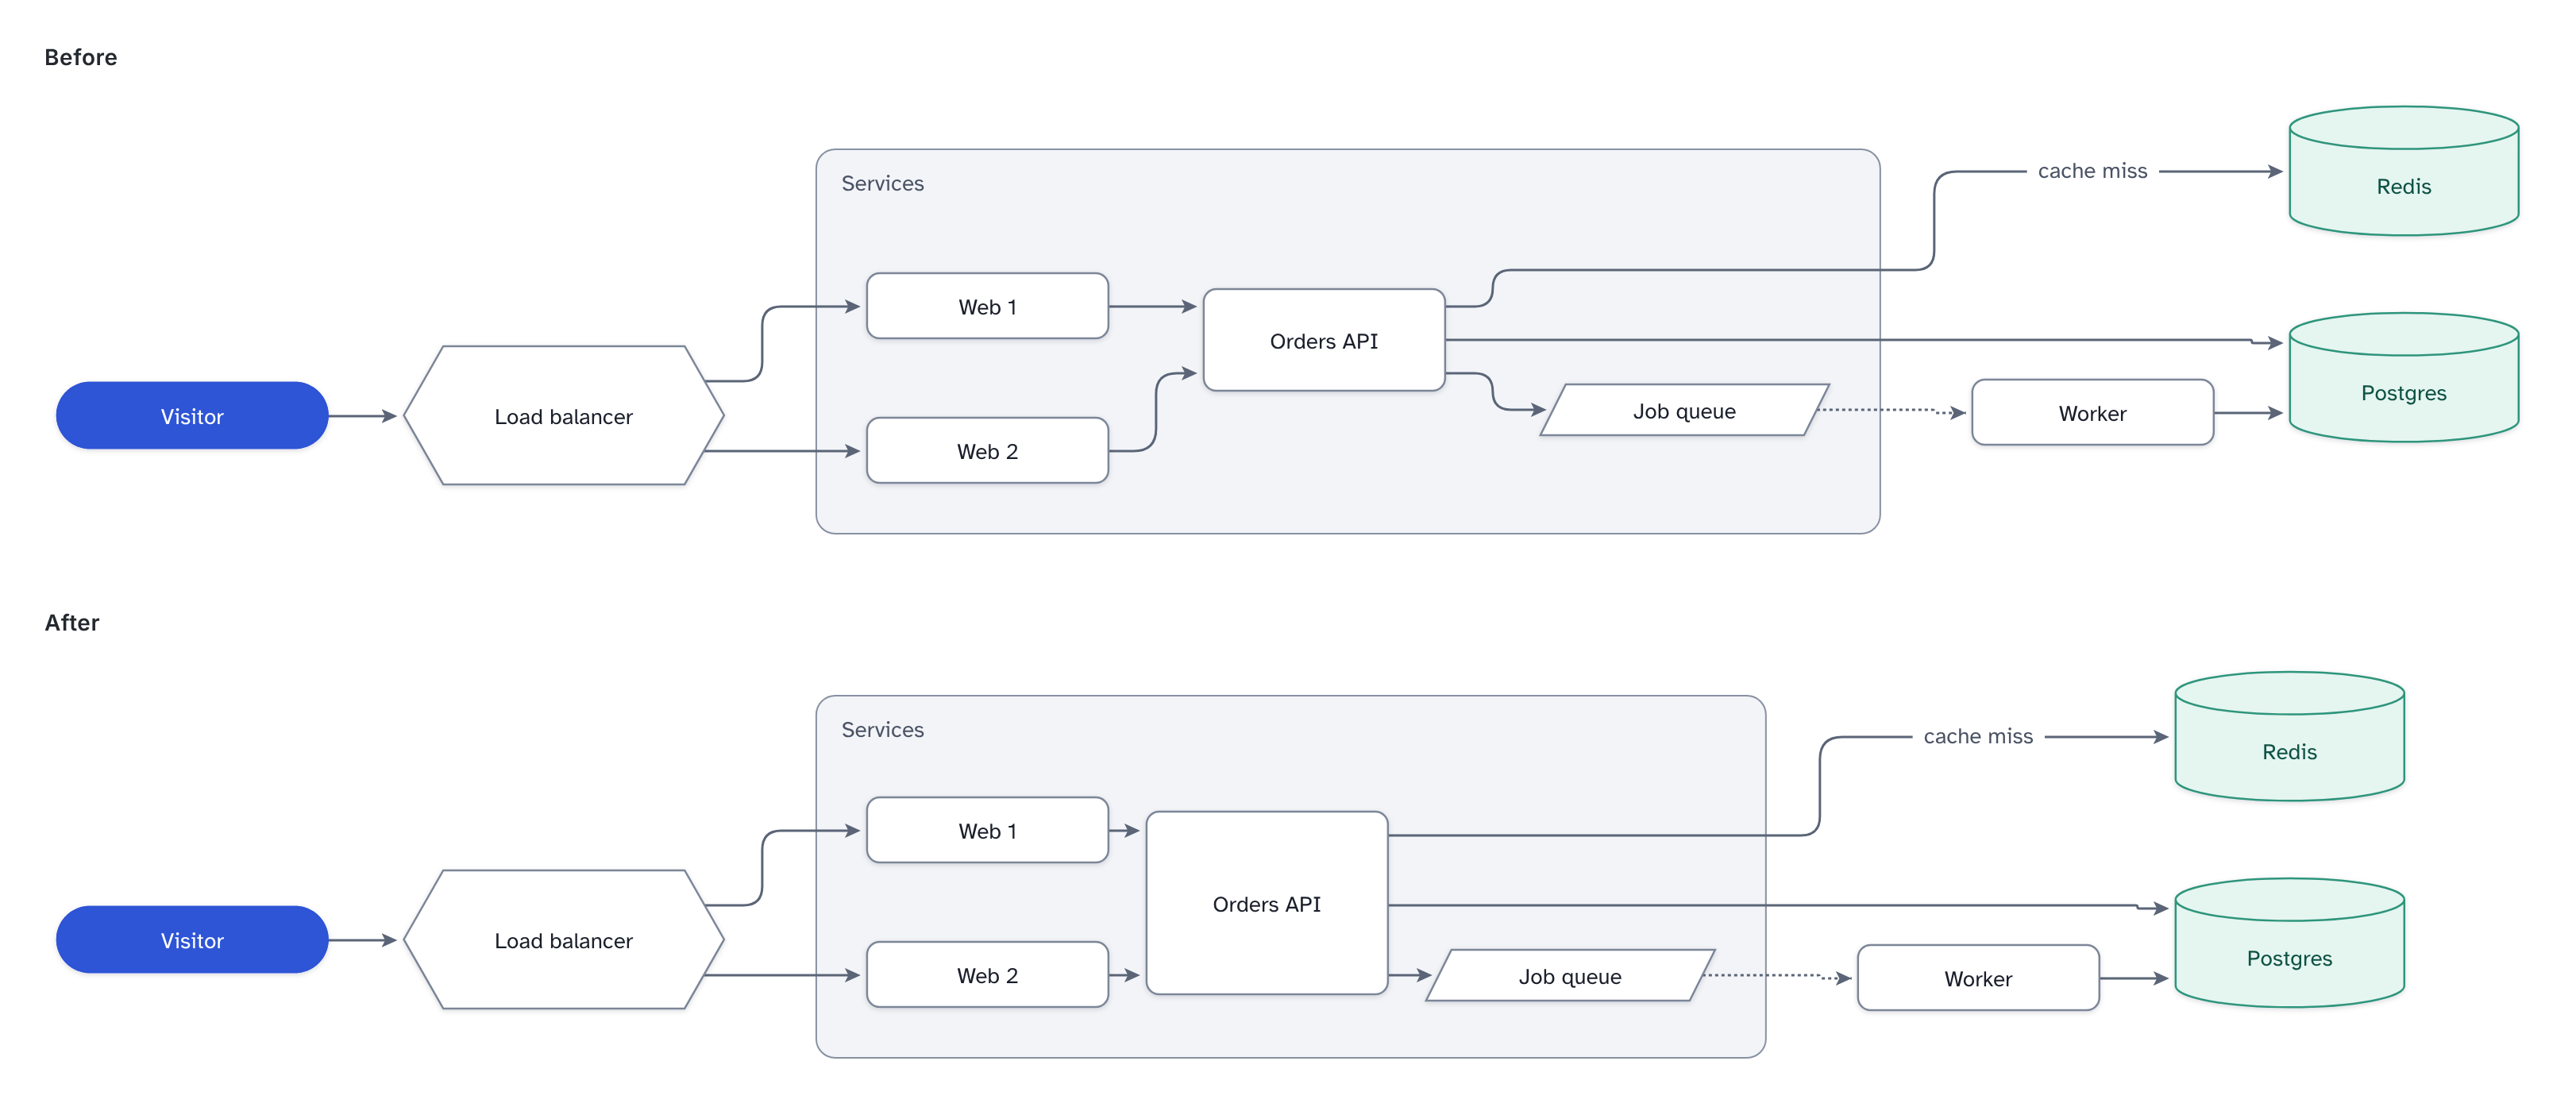 Before
Services
cache miss
Redis
Web 1
Orders API
Postgres
Visitor
Load balancer
Web 2
Job queue
Worker
After
Services
cache miss
Redis
Web 1
Orders API
Postgres
Visitor
Load balancer
Web 2
Job queue
Worker